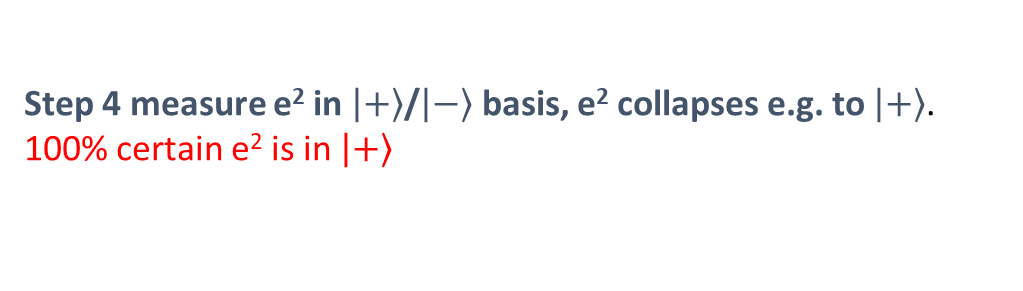 Step 4 measure e² in |+⟩/|−⟩ basis, e² collapses e.g. to |+⟩.
100% certain e² is in |+⟩